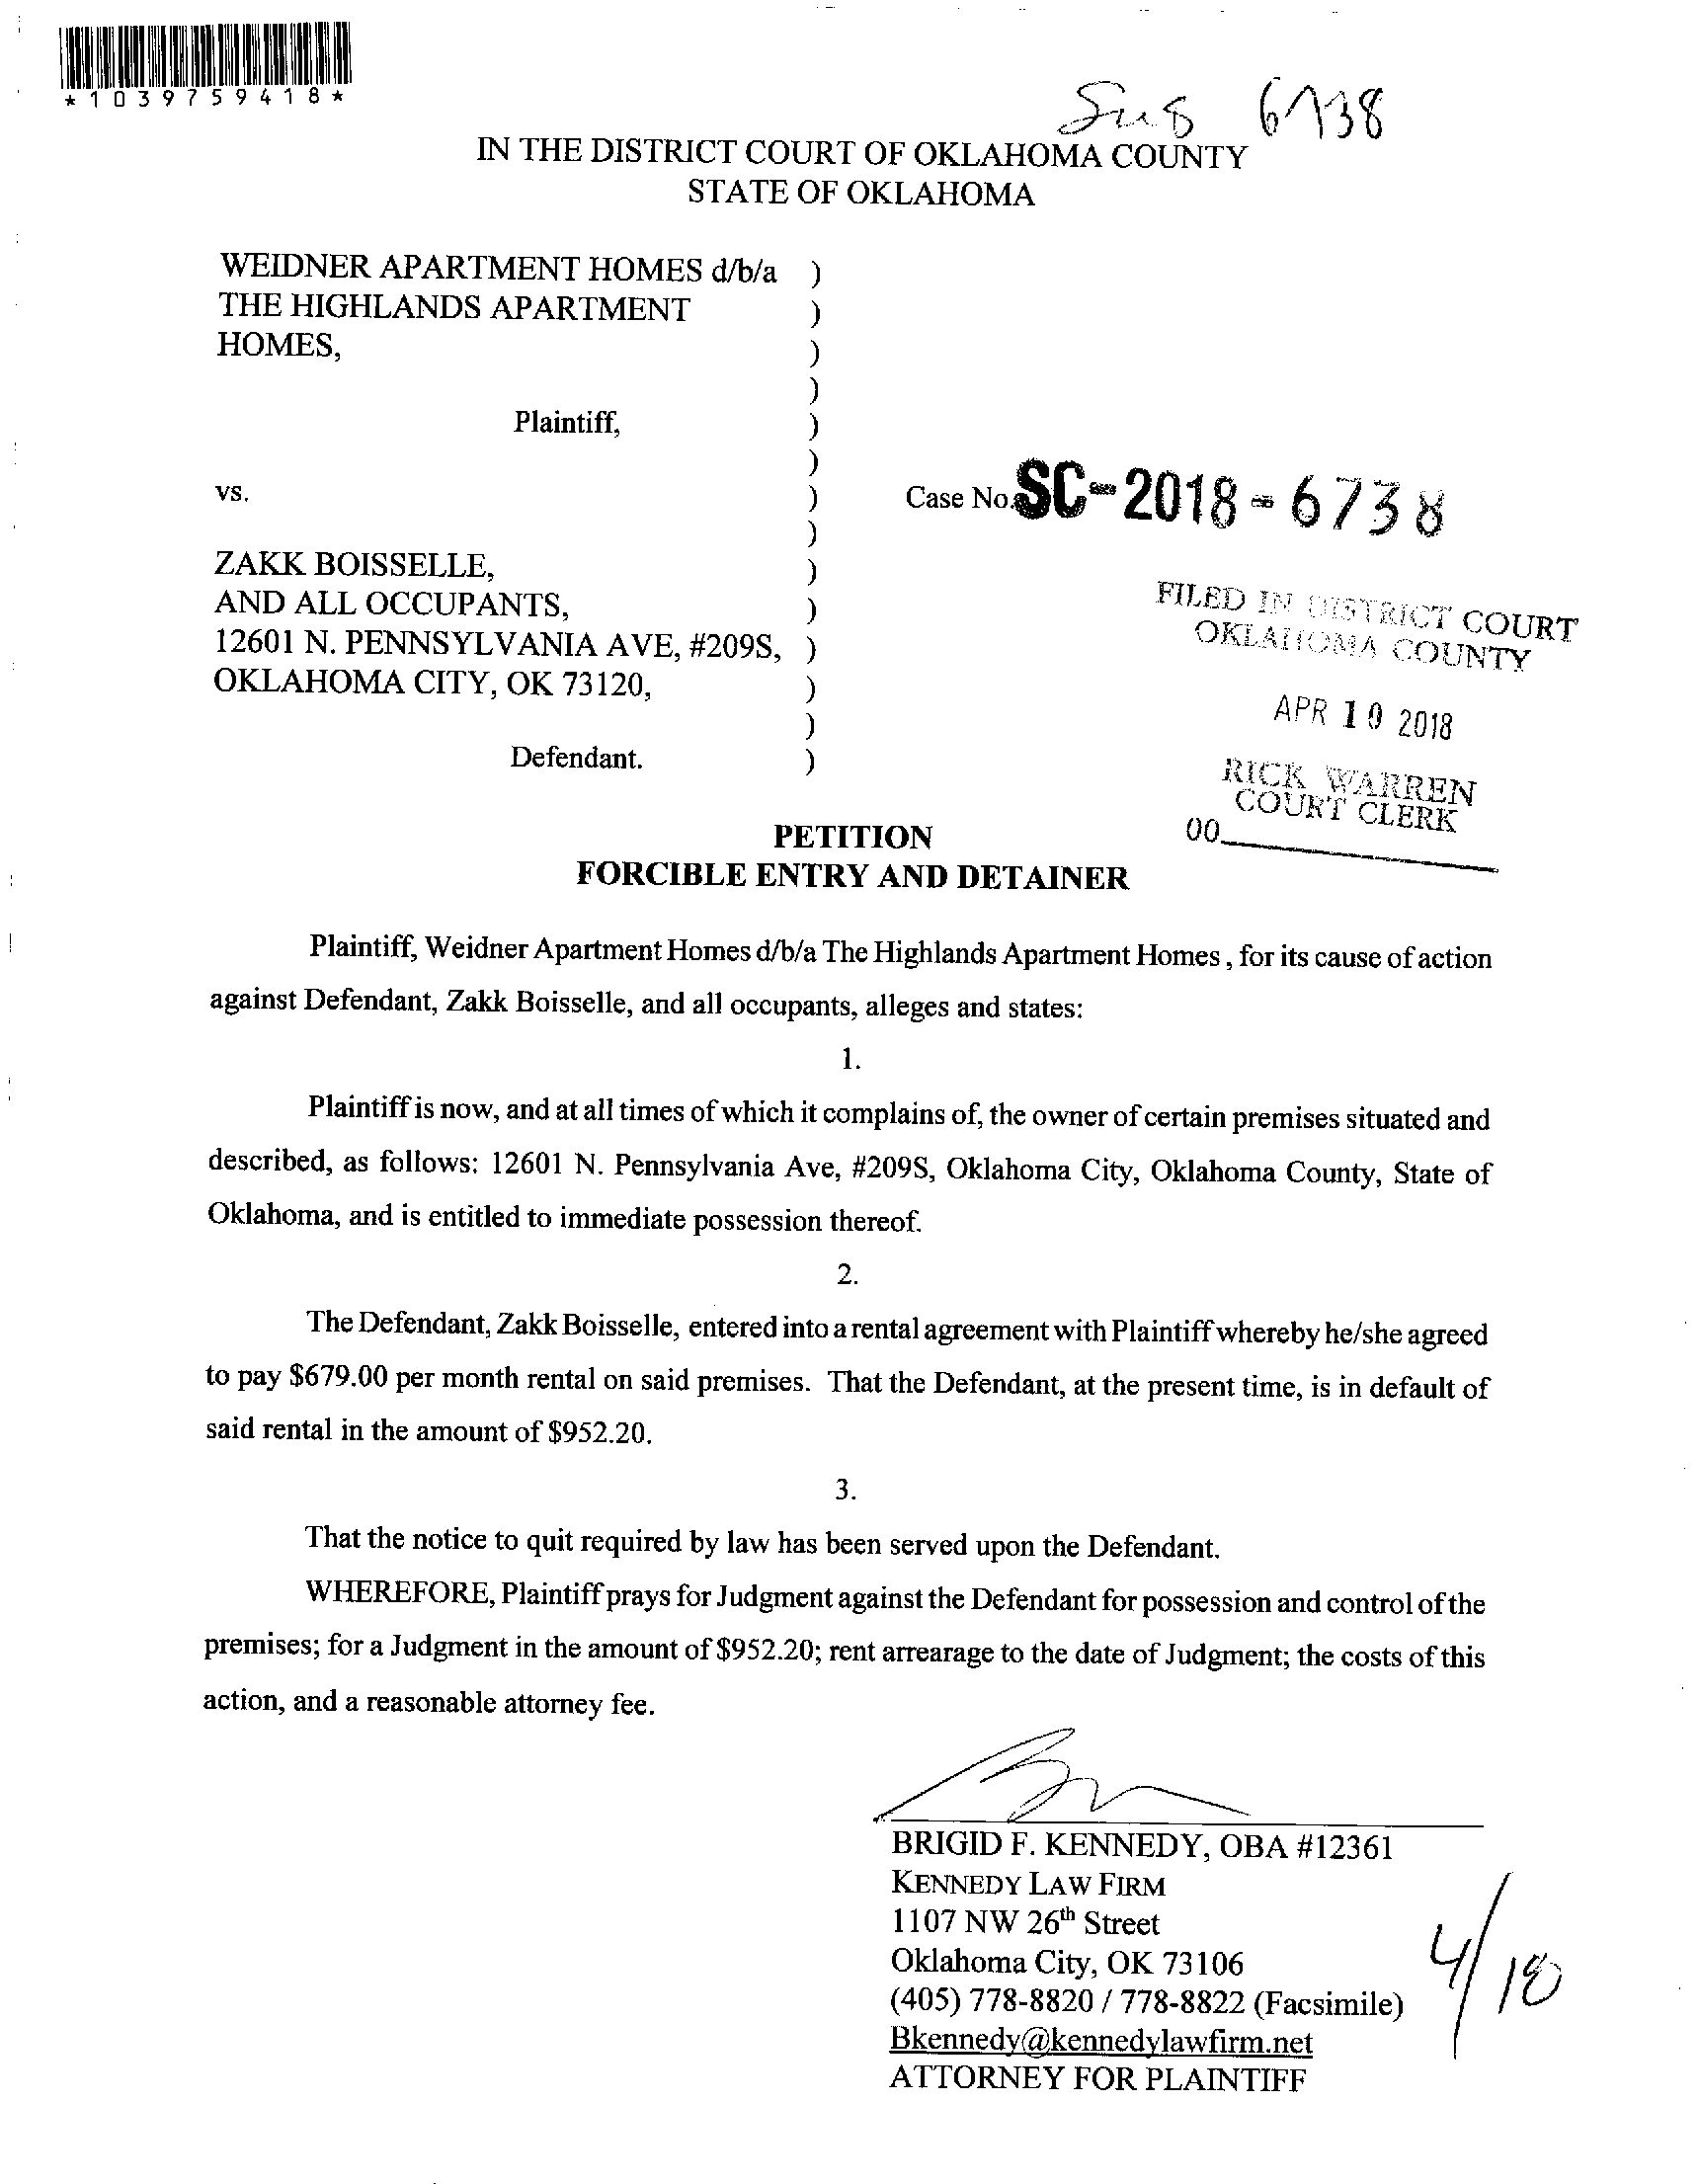 *1039759418*
6738
IN THE DISTRICT COURT OF OKLAHOMA COUNTY
STATE OF OKLAHOMA
WEIDNER APARTMENT HOMES d/b/a )
THE HIGHLANDS APARTMENT )
HOMES, )
)
Plaintiff, )
)
vs. )
Case No. SC-2018-6738
)
ZAKK BOISSELLE, )
AND ALL OCCUPANTS, )
12601 N. PENNSYLVANIA AVE, #209S, )
OKLAHOMA CITY, OK 73120, )
)
Defendant. )
FILED IN DISTRICT COURT
OKLAHOMA COUNTY
APR 10 2018
RICK WARREN
COURT CLERK
00
PETITION
FORCIBLE ENTRY AND DETAINER
Plaintiff, Weidner Apartment Homes d/b/a The Highlands Apartment Homes , for its cause of action
against Defendant, Zakk Boisselle, and all occupants, alleges and states:
1.
Plaintiff is now, and at all times of which it complains of, the owner of certain premises situated and
described, as follows: 12601 N. Pennsylvania Ave, #209S, Oklahoma City, Oklahoma County, State of
Oklahoma, and is entitled to immediate possession thereof.
2.
The Defendant, Zakk Boisselle, entered into a rental agreement with Plaintiff whereby he/she agreed
to pay $679.00 per month rental on said premises. That the Defendant, at the present time, is in default of
said rental in the amount of $952.20.
3.
That the notice to quit required by law has been served upon the Defendant.
WHEREFORE, Plaintiff prays for Judgment against the Defendant for possession and control of the
premises; for a Judgment in the amount of $952.20; rent arrearage to the date of Judgment; the costs of this
action, and a reasonable attorney fee.
BRIGID F. KENNEDY, OBA #12361
KENNEDY LAW FIRM
1107 NW 26th Street
Oklahoma City, OK 73106
(405) 778-8820 / 778-8822 (Facsimile)
Bkennedy@kennedylawfirm.net
ATTORNEY FOR PLAINTIFF
4/18